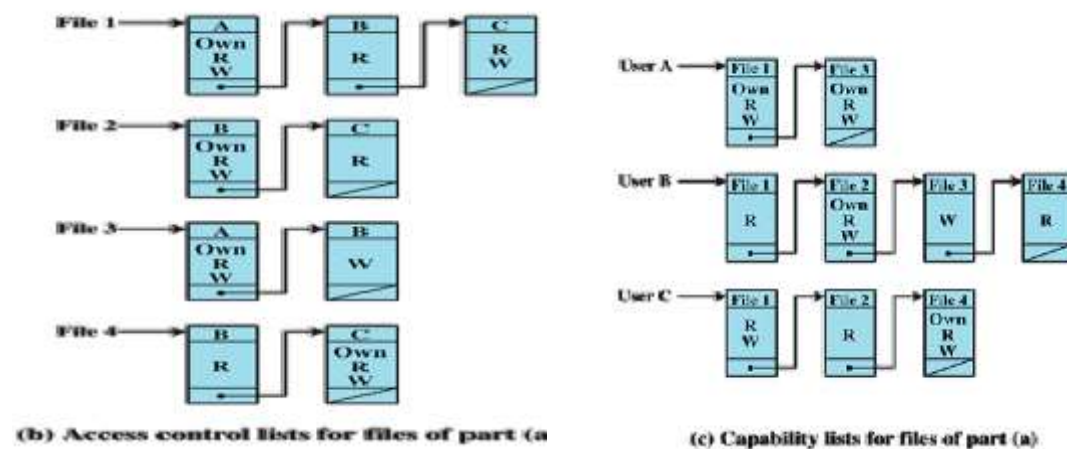 File 1
A
Own
R
W
B
R
C
R
W
File 2
B
Own
R
W
C
R
File 3
A
Own
R
W
B
W
File 4
B
R
C
Own
R
W
(b) Access control lists for files of part (a
User A
File 1
Own
R
W
File 3
Own
R
W
User B
File 1
R
File 2
Own
R
W
File 3
W
File 4
R
User C
File 1
R
W
File 2
R
File 4
Own
R
W
(c) Capability lists for files of part (a)